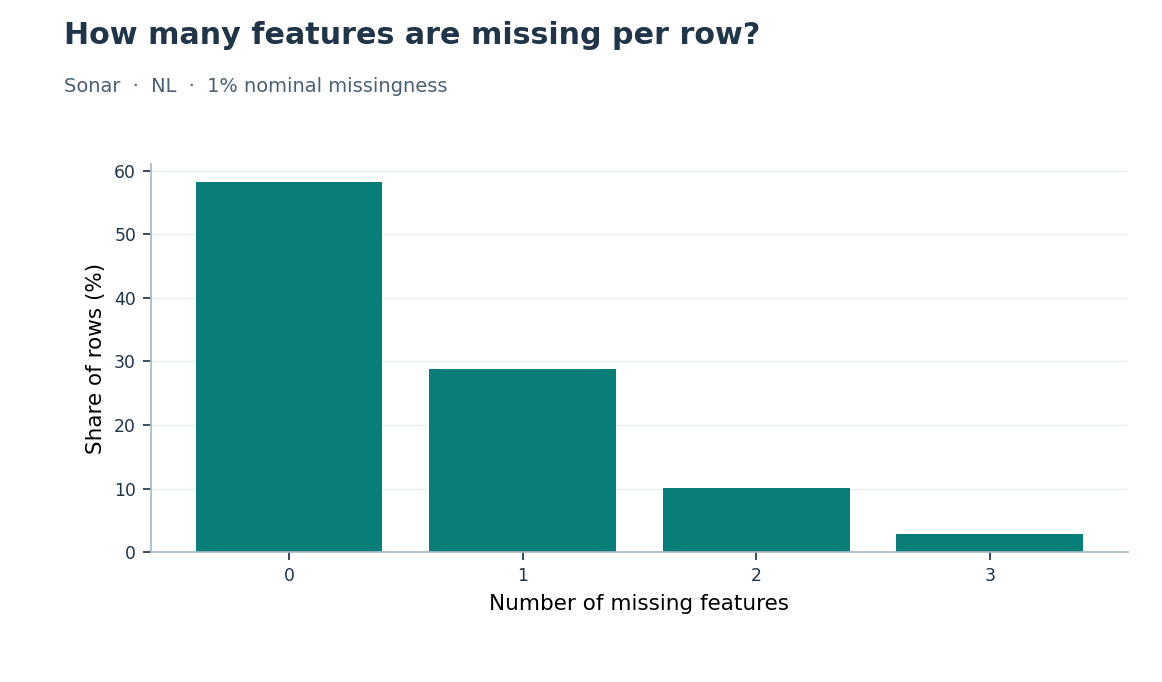 How many features are missing per row?
Sonar · NL · 1% nominal missingness
60
50
40
30
20
10
0
Share of rows (%)
0 1 2 3
Number of missing features